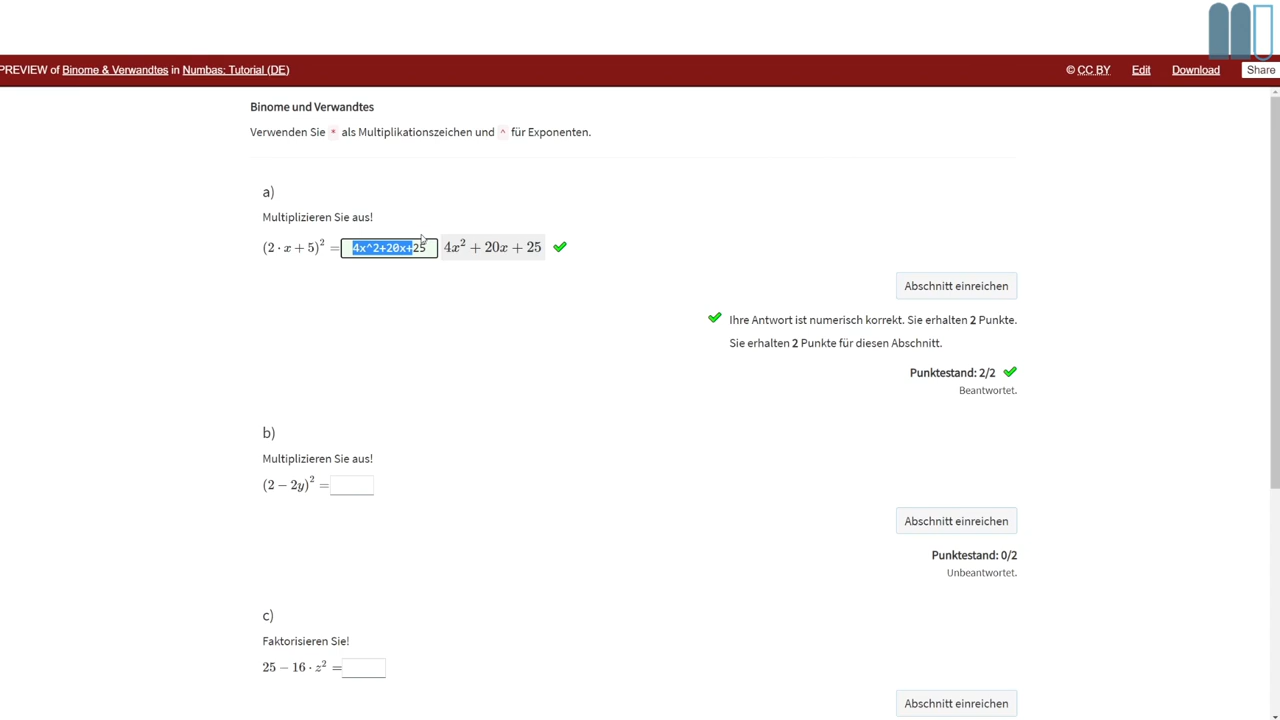 PREVIEW of Binome & Verwandtes in Numbas: Tutorial (DE)
© CC BY Edit Download Share
Binome und Verwandtes
Verwenden Sie * als Multiplikationszeichen und ^ für Exponenten.
a)
Multiplizieren Sie aus!
(2 · x + 5)² = 4x^2+20x+25 4x² + 20x + 25
Abschnitt einreichen
Ihre Antwort ist numerisch korrekt. Sie erhalten 2 Punkte.
Sie erhalten 2 Punkte für diesen Abschnitt.
Punktestand: 2/2
Beantwortet.
b)
Multiplizieren Sie aus!
(2 − 2y)² =
Abschnitt einreichen
Punktestand: 0/2
Unbeantwortet.
c)
Faktorisieren Sie!
25 − 16 · z² =
Abschnitt einreichen